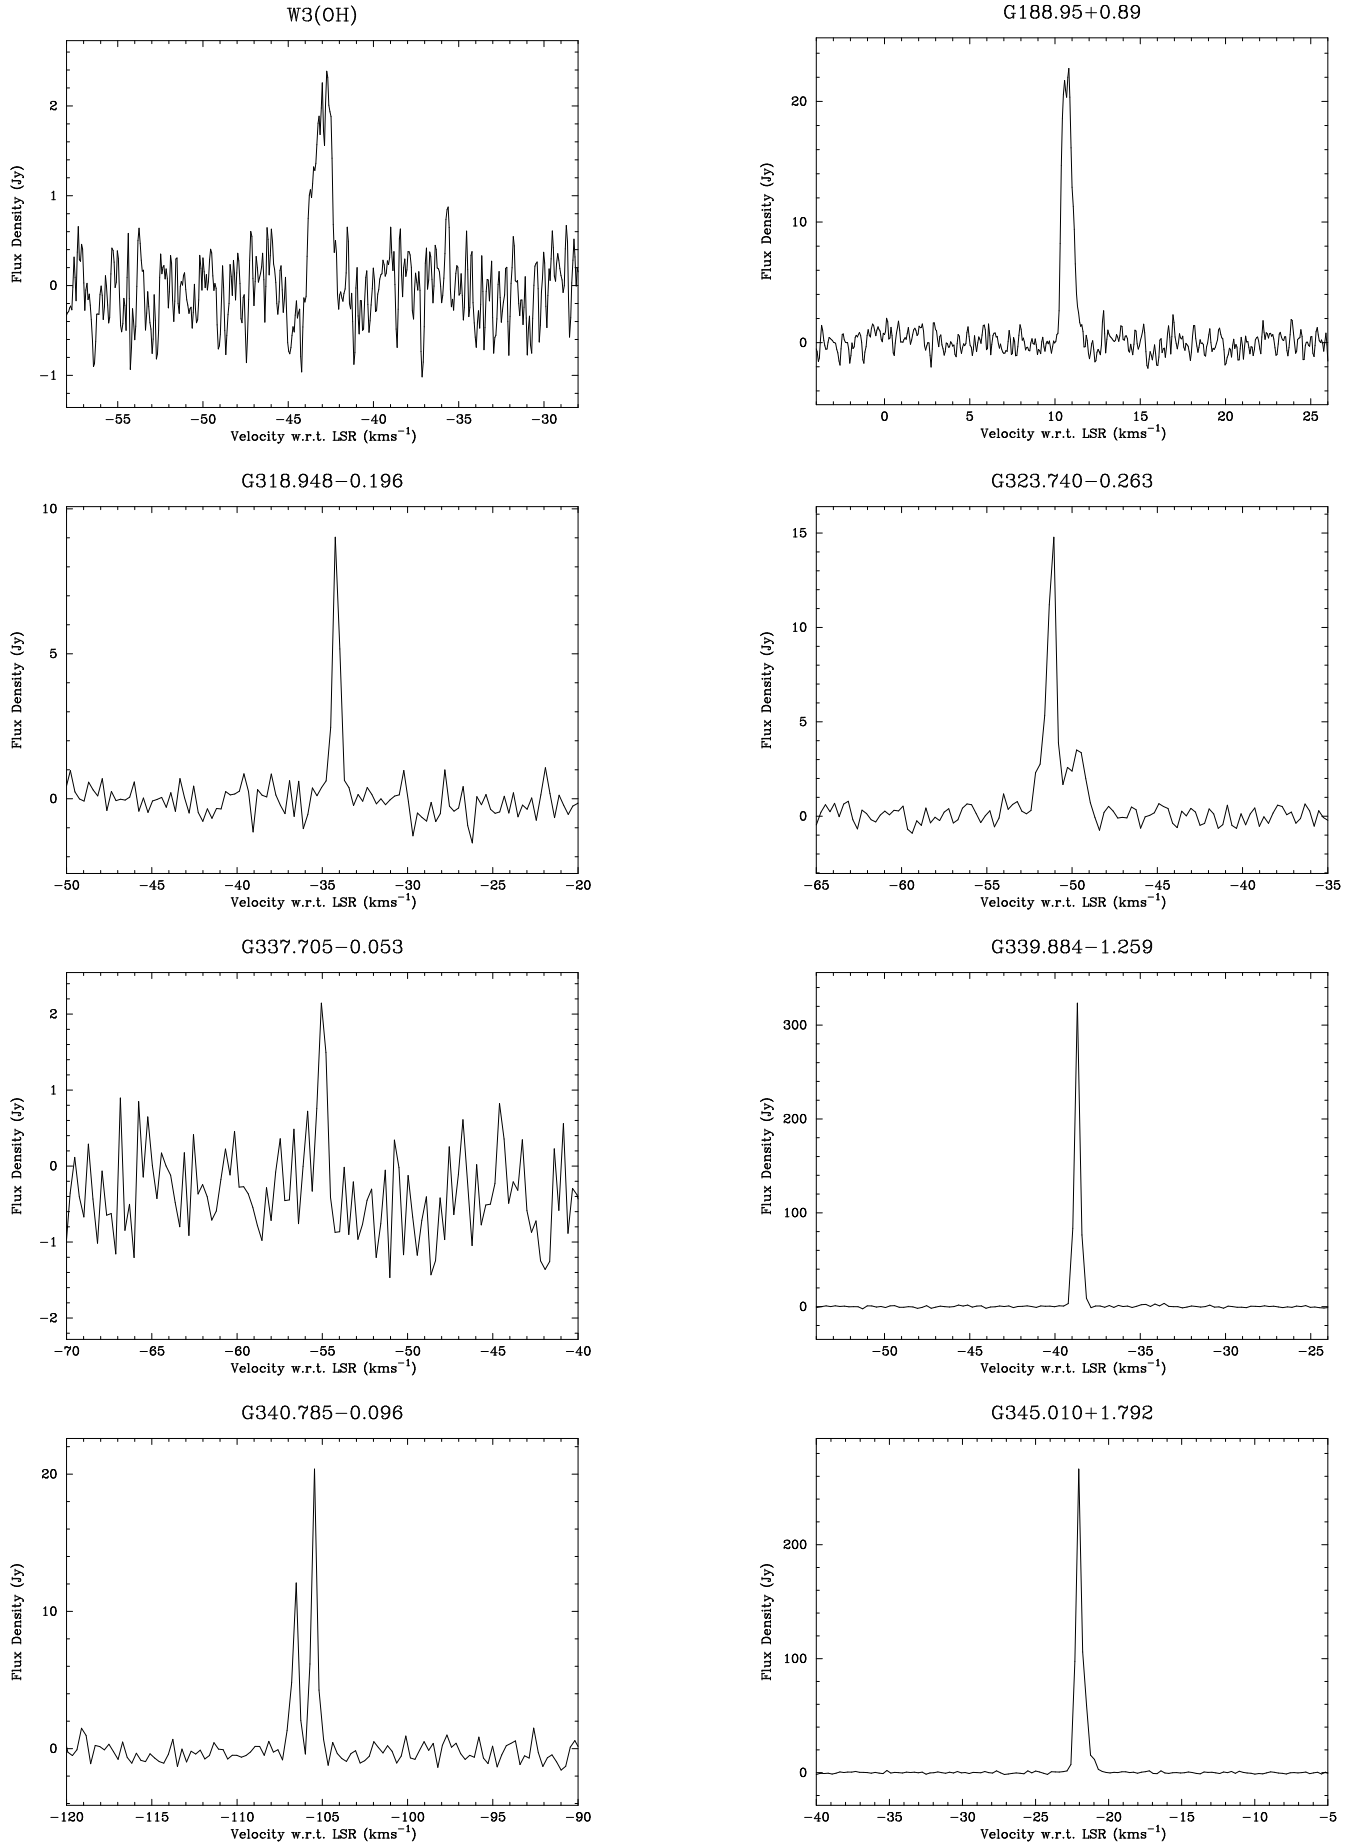 W3(OH)
Flux Density (Jy)
2
1
0
−1
−55 −50 −45 −40 −35 −30
Velocity w.r.t. LSR (kms⁻¹)
G188.95+0.89
Flux Density (Jy)
20
10
0
0 5 10 15 20 25
Velocity w.r.t. LSR (kms⁻¹)
G318.948−0.196
Flux Density (Jy)
10
5
0
−50 −45 −40 −35 −30 −25 −20
Velocity w.r.t. LSR (kms⁻¹)
G323.740−0.263
Flux Density (Jy)
15
10
5
0
−65 −60 −55 −50 −45 −40 −35
Velocity w.r.t. LSR (kms⁻¹)
G337.705−0.053
Flux Density (Jy)
2
1
0
−1
−2
−70 −65 −60 −55 −50 −45 −40
Velocity w.r.t. LSR (kms⁻¹)
G339.884−1.259
Flux Density (Jy)
300
200
100
0
−50 −45 −40 −35 −30 −25
Velocity w.r.t. LSR (kms⁻¹)
G340.785−0.096
Flux Density (Jy)
20
10
0
−120 −115 −110 −105 −100 −95 −90
Velocity w.r.t. LSR (kms⁻¹)
G345.010+1.792
Flux Density (Jy)
200
100
0
−40 −35 −30 −25 −20 −15 −10 −5
Velocity w.r.t. LSR (kms⁻¹)